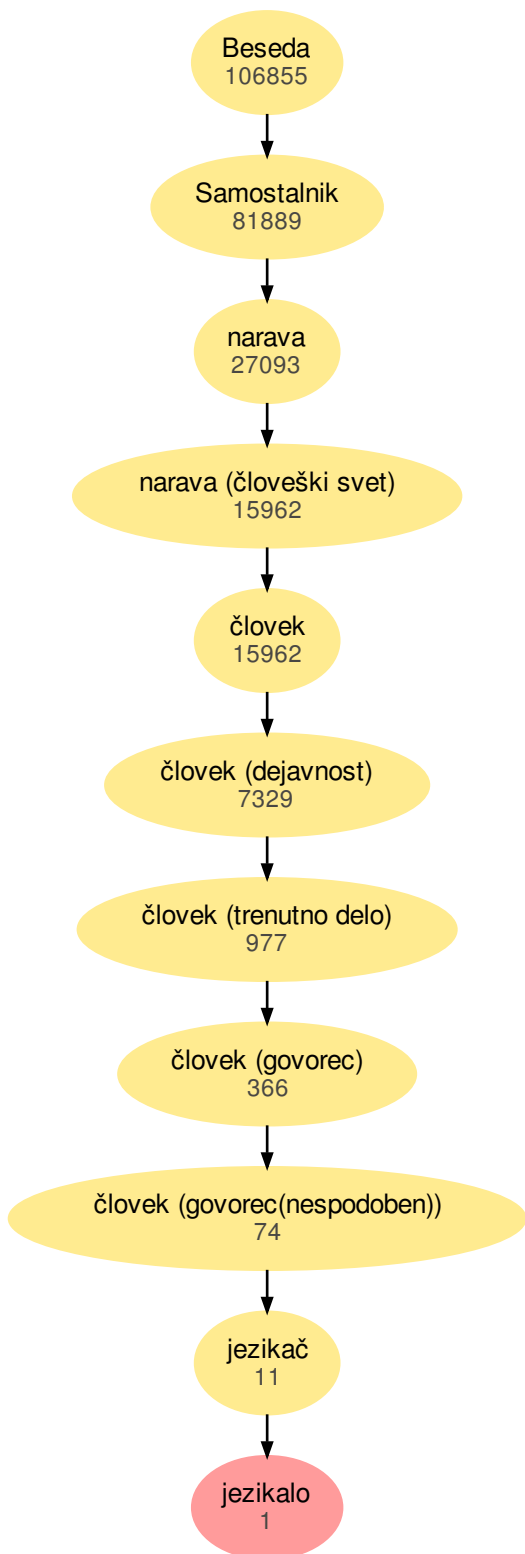 Beseda
106855
Samostalnik
81889
narava
27093
narava (človeški svet)
15962
človek
15962
človek (dejavnost)
7329
človek (trenutno delo)
977
človek (govorec)
366
človek (govorec(nespodoben))
74
jezikač
11
jezikalo
1